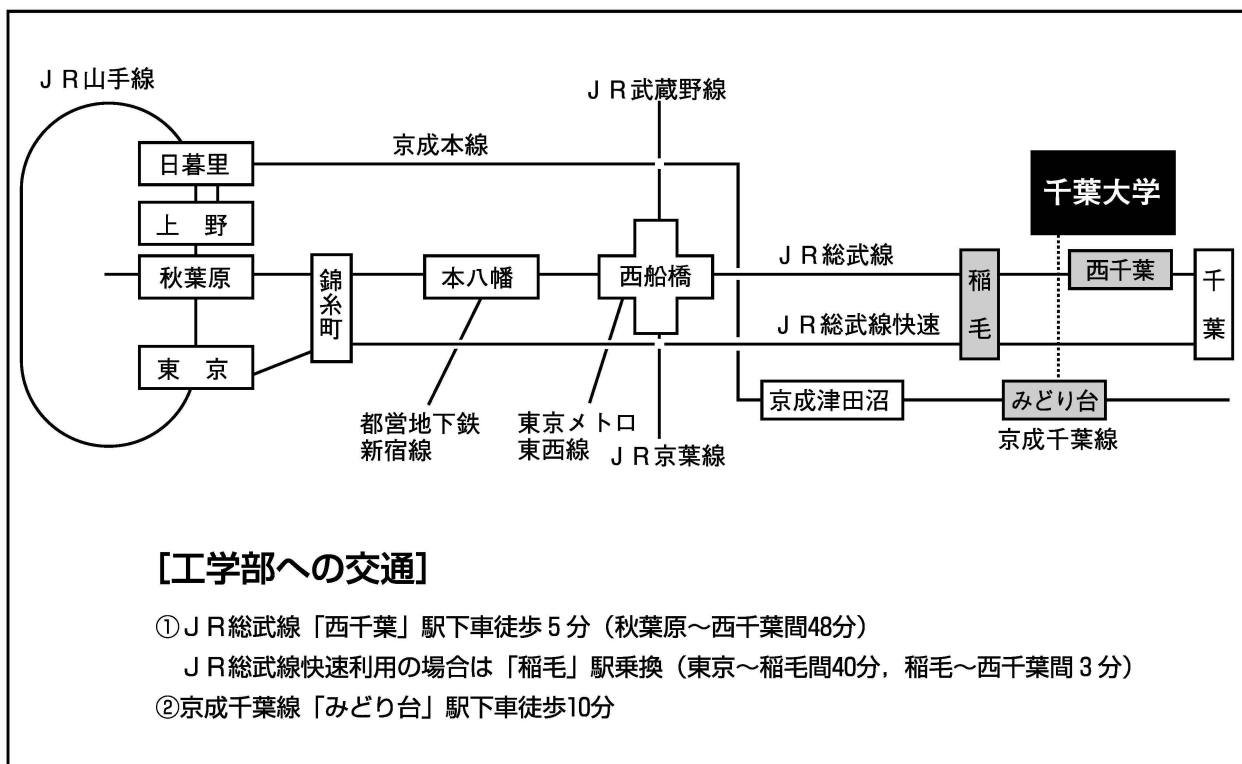 ＪＲ山手線
ＪＲ武蔵野線
京成本線
日暮里
千葉大学
上　野
ＪＲ総武線
秋葉原
錦糸町
本八幡
西船橋
稲毛
西千葉
千葉
ＪＲ総武線快速
東　京
京成津田沼
みどり台
都営地下鉄
新宿線
東京メトロ
東西線
ＪＲ京葉線
京成千葉線
［工学部への交通］
①ＪＲ総武線「西千葉」駅下車徒歩５分（秋葉原〜西千葉間48分）
ＪＲ総武線快速利用の場合は「稲毛」駅乗換（東京〜稲毛間40分，稲毛〜西千葉間３分）
②京成千葉線「みどり台」駅下車徒歩10分